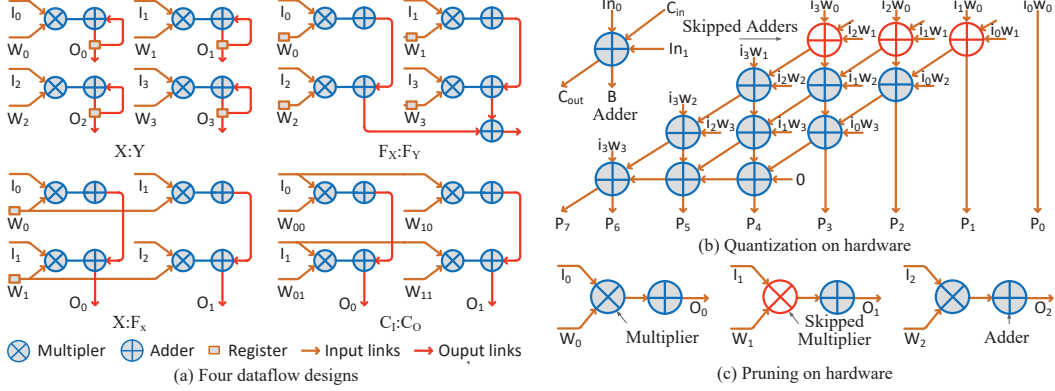 I0 I1 I0 I1
W0 O0 W1 O1 W0 W1
I2 I3 I2 I3
W2 O2 W3 O3 W2 W3
X:Y FX:FY
I0 I1 I0
W0 W00 W10
I1 I2 I1
W1 O0 O1 W01 O0 W11 O1
X:Fx CI:CO
Multipler Adder Register Input links Ouput links
(a) Four dataflow designs
In0 Cin I3W0 I2W0 I1W0 I0W0
Skipped Adders i2w1 i1w1 i0w1
In1 i3w1
Cout B i3w2 i2w2 i1w2 i0w2
Adder
i3w3 i2w3 i1w3 i0w3
0
P7 P6 P5 P4 P3 P2 P1 P0
(b) Quantization on hardware
I0 I1 I2
O0 O1 O2
W0 Multiplier W1 Skipped Multiplier W2 Adder
(c) Pruning on hardware